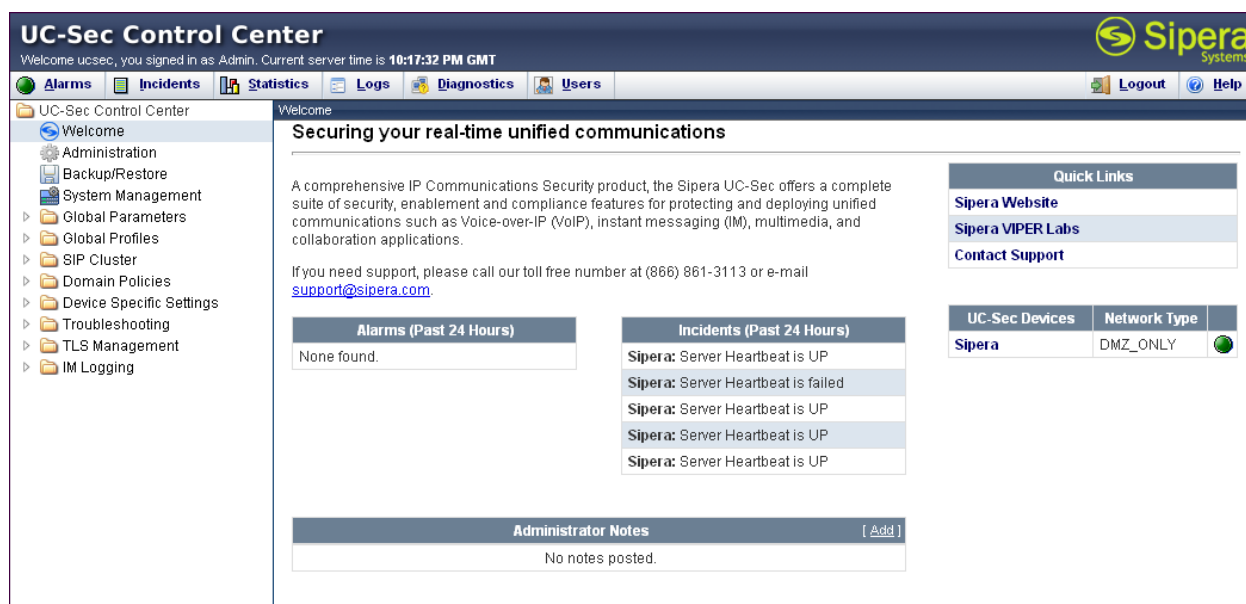 UC-Sec Control Center
Welcome ucsec, you signed in as Admin. Current server time is 10:17:32 PM GMT
Sipera
Systems
Alarms Incidents Statistics Logs Diagnostics Users Logout Help
UC-Sec Control Center
Welcome
Administration
Backup/Restore
System Management
Global Parameters
Global Profiles
SIP Cluster
Domain Policies
Device Specific Settings
Troubleshooting
TLS Management
IM Logging
Welcome
Securing your real-time unified communications
A comprehensive IP Communications Security product, the Sipera UC-Sec offers a complete
suite of security, enablement and compliance features for protecting and deploying unified
communications such as Voice-over-IP (VoIP), instant messaging (IM), multimedia, and
collaboration applications.
If you need support, please call our toll free number at (866) 861-3113 or e-mail
support@sipera.com.
Alarms (Past 24 Hours)
None found.
Incidents (Past 24 Hours)
Sipera: Server Heartbeat is UP
Sipera: Server Heartbeat is failed
Sipera: Server Heartbeat is UP
Sipera: Server Heartbeat is UP
Sipera: Server Heartbeat is UP
Administrator Notes [ Add ]
No notes posted.
Quick Links
Sipera Website
Sipera VIPER Labs
Contact Support
UC-Sec Devices Network Type
Sipera DMZ_ONLY